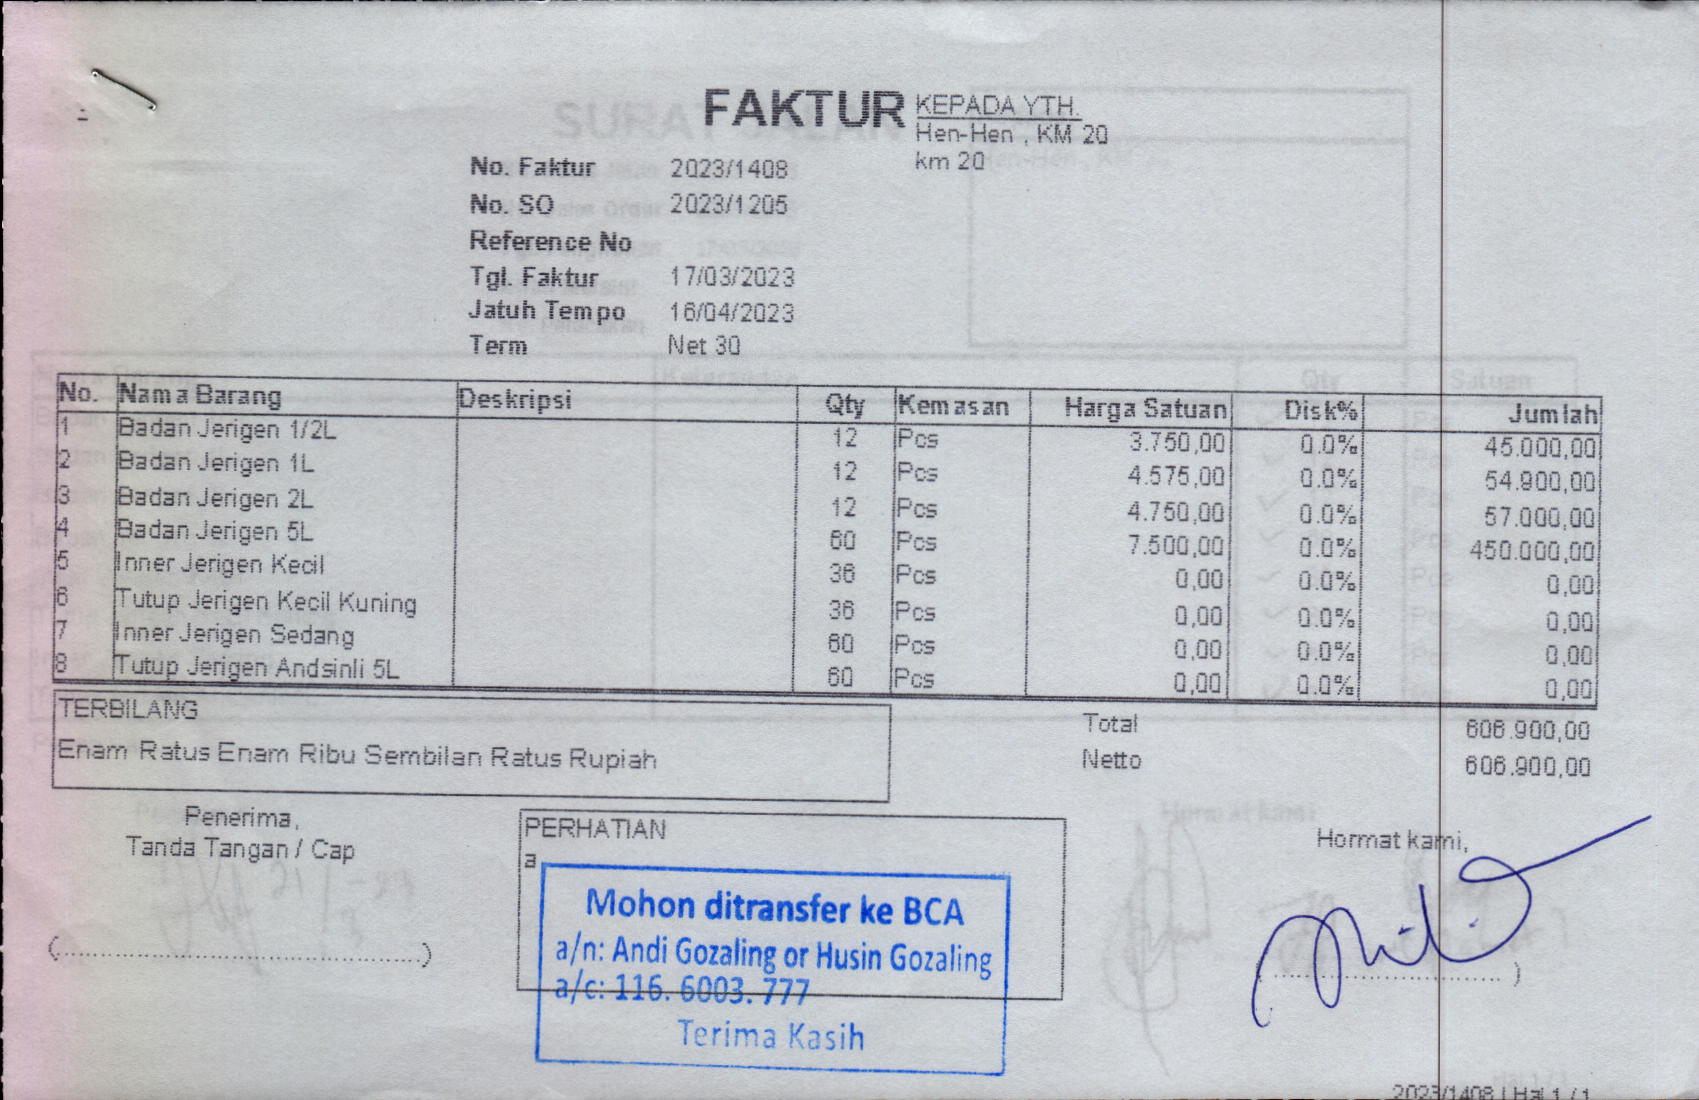 FAKTUR
KEPADA YTH.
Hen-Hen , KM 20
km 20
No. Faktur 2023/1408
No. SO 2023/1205
Reference No
Tgl. Faktur 17/03/2023
Jatuh Tempo 16/04/2023
Term Net 30
No. Nama Barang Deskripsi Qty Kemasan Harga Satuan Disk% Jumlah
1 Badan Jerigen 1/2L 12 Pcs 3.750,00 0.0% 45.000,00
2 Badan Jerigen 1L 12 Pcs 4.575,00 0.0% 54.900,00
3 Badan Jerigen 2L 12 Pcs 4.750,00 0.0% 57.000,00
4 Badan Jerigen 5L 60 Pcs 7.500,00 0.0% 450.000,00
5 Inner Jerigen Kecil 36 Pcs 0,00 0.0% 0,00
6 Tutup Jerigen Kecil Kuning 36 Pcs 0,00 0.0% 0,00
7 Inner Jerigen Sedang 60 Pcs 0,00 0.0% 0,00
8 Tutup Jerigen Andsinli 5L 60 Pcs 0,00 0.0% 0,00
TERBILANG
Enam Ratus Enam Ribu Sembilan Ratus Rupiah
Total 606.900,00
Netto 606.900,00
Penerima,
Tanda Tangan / Cap
(......................................................)
PERHATIAN
a
Mohon ditransfer ke BCA
a/n: Andi Gozaling or Husin Gozaling
a/c: 116. 6003. 777
Terima Kasih
Hormat kami,
2023/1408 | Hal 1 / 1